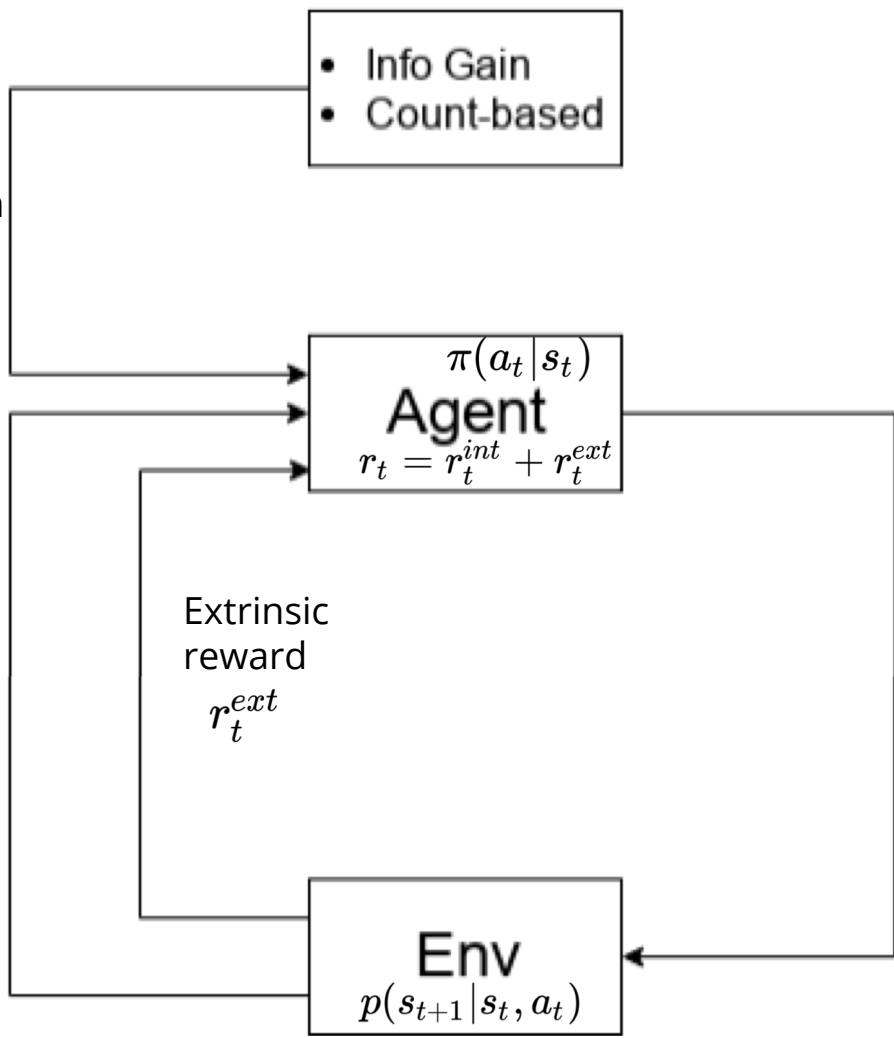 • Info Gain
• Count-based
n
π(a_t|s_t)
Agent
r_t = r_t^{int} + r_t^{ext}
Extrinsic
reward
r_t^{ext}
Env
p(s_{t+1}|s_t, a_t)